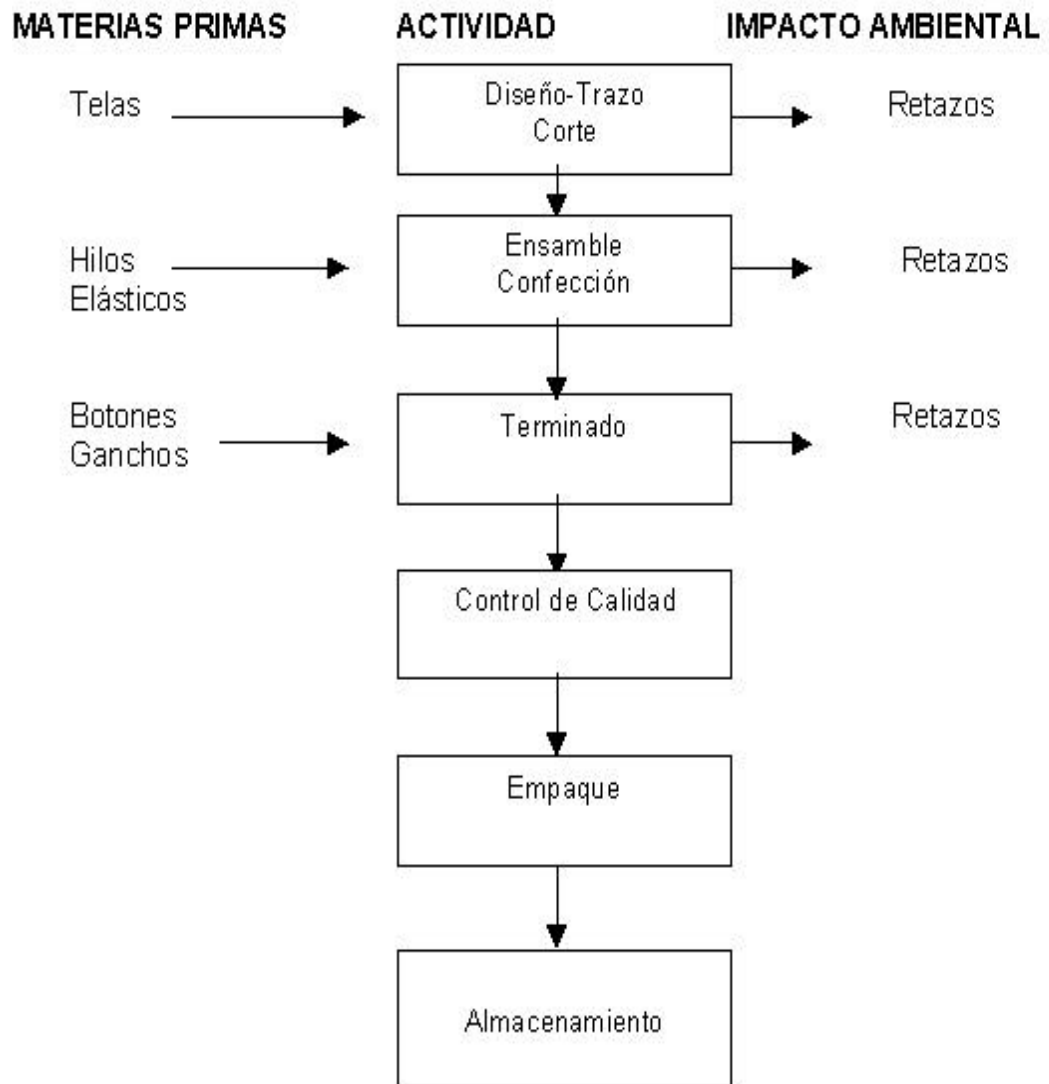 MATERIAS PRIMAS ACTIVIDAD IMPACTO AMBIENTAL
Telas
Diseño-Trazo
Corte
Retazos
Hilos
Elásticos
Ensamble
Confección
Retazos
Botones
Ganchos
Terminado
Retazos
Control de Calidad
Empaque
Almacenamiento